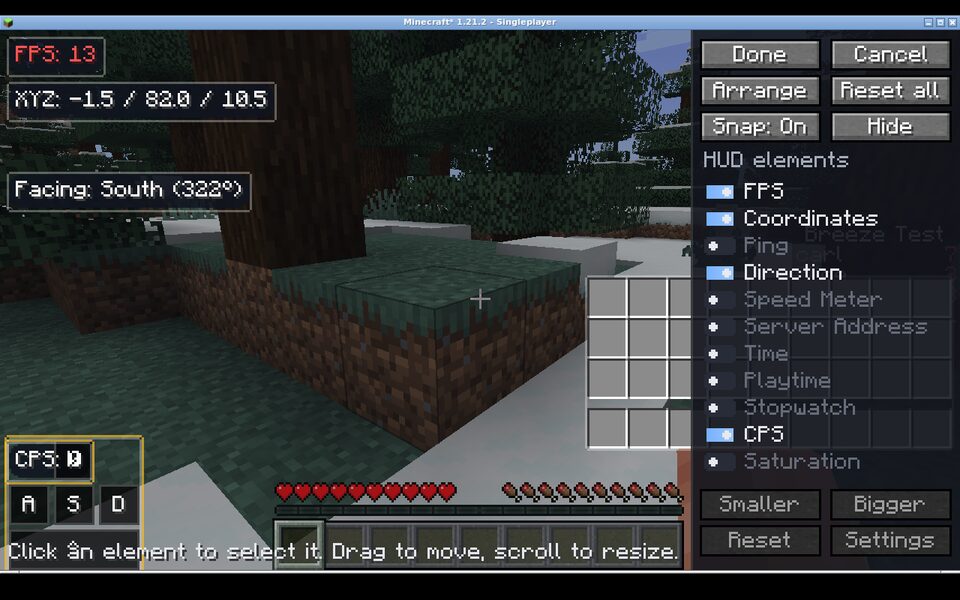 Minecraft* 1.21.2 - Singleplayer
FPS: 13
XYZ: -1.5 / 82.0 / 10.5
Facing: South (322°)
CPS:
A S D
Click an element to select it. Drag to move, scroll to resize.
Done Cancel
Arrange Reset all
Snap: On Hide
HUD elements
FPS
Coordinates
Ping
Breeze Test
Direction
Speed Meter
Server Address
Time
Playtime
Stopwatch
CPS
Saturation
Smaller Bigger
Reset Settings